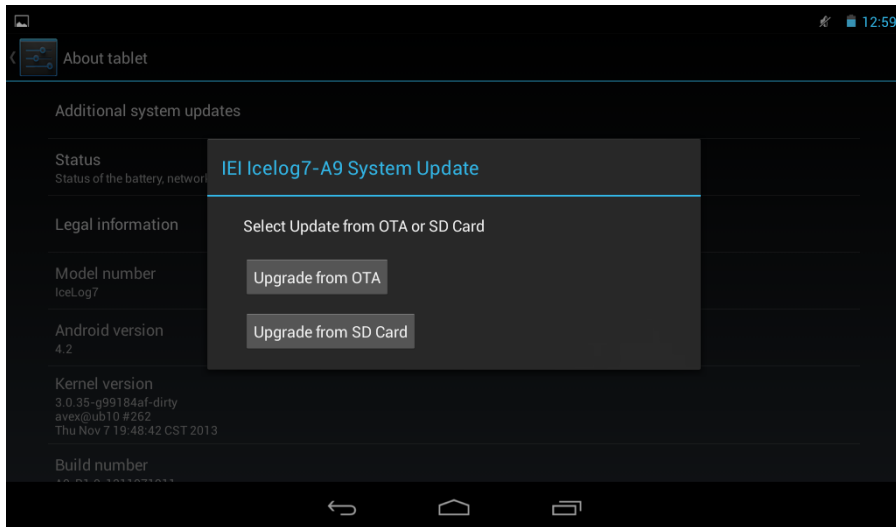 12:59
About tablet
Additional system updates
Status
Status of the battery, networ
Legal information
Model number
IceLog7
Android version
4.2
Kernel version
3.0.35-g99184af-dirty
avex@ub10 #262
Thu Nov 7 19:48:42 CST 2013
Build number
IEI Icelog7-A9 System Update
Select Update from OTA or SD Card
Upgrade from OTA
Upgrade from SD Card